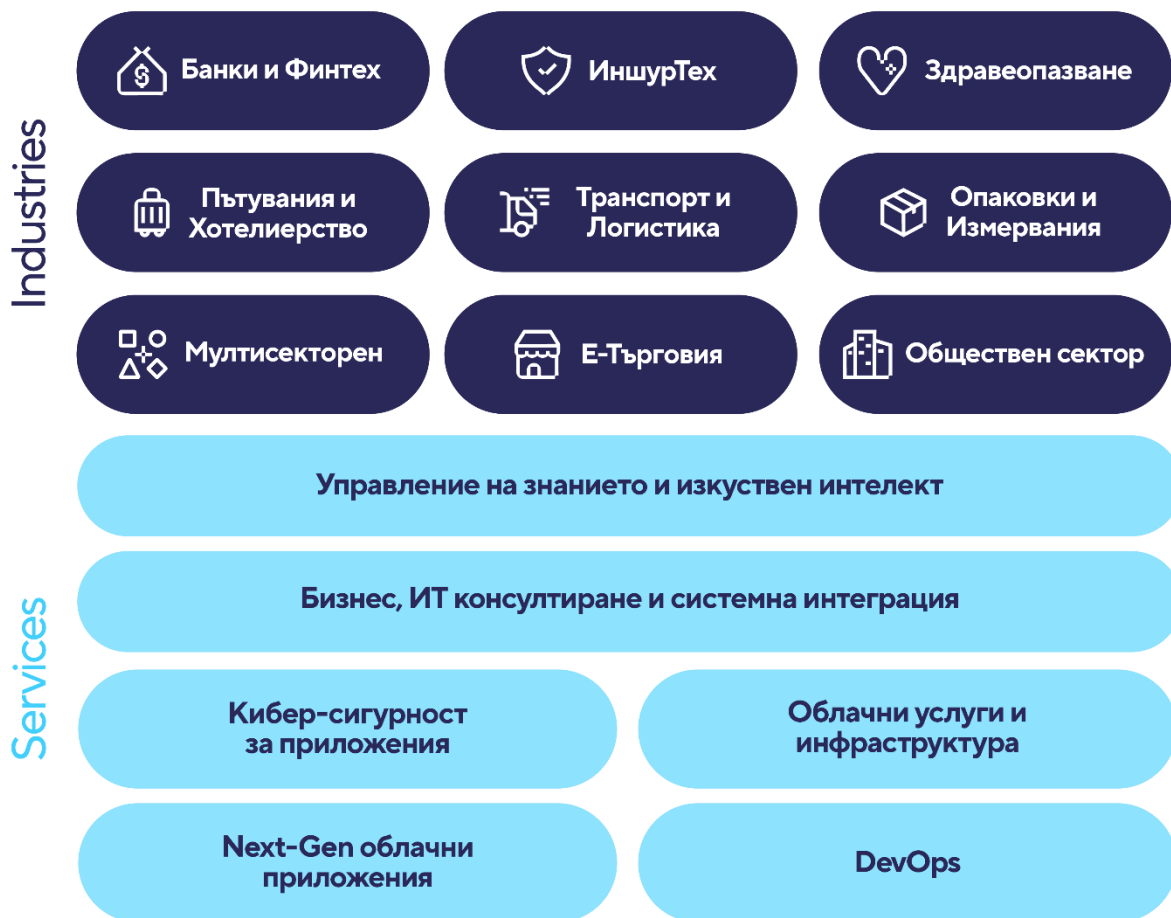 Industries
Банки и Финтех
ИншурТех
Здравеопазване
Пътувания и
Хотелиерство
Транспорт и
Логистика
Опаковки и
Измервания
Мултисекторен
Е-Търговия
Обществен сектор
Services
Управление на знанието и изкуствен интелект
Бизнес, ИТ консултиране и системна интеграция
Кибер-сигурност
за приложения
Облачни услуги и
инфраструктура
Next-Gen облачни
приложения
DevOps